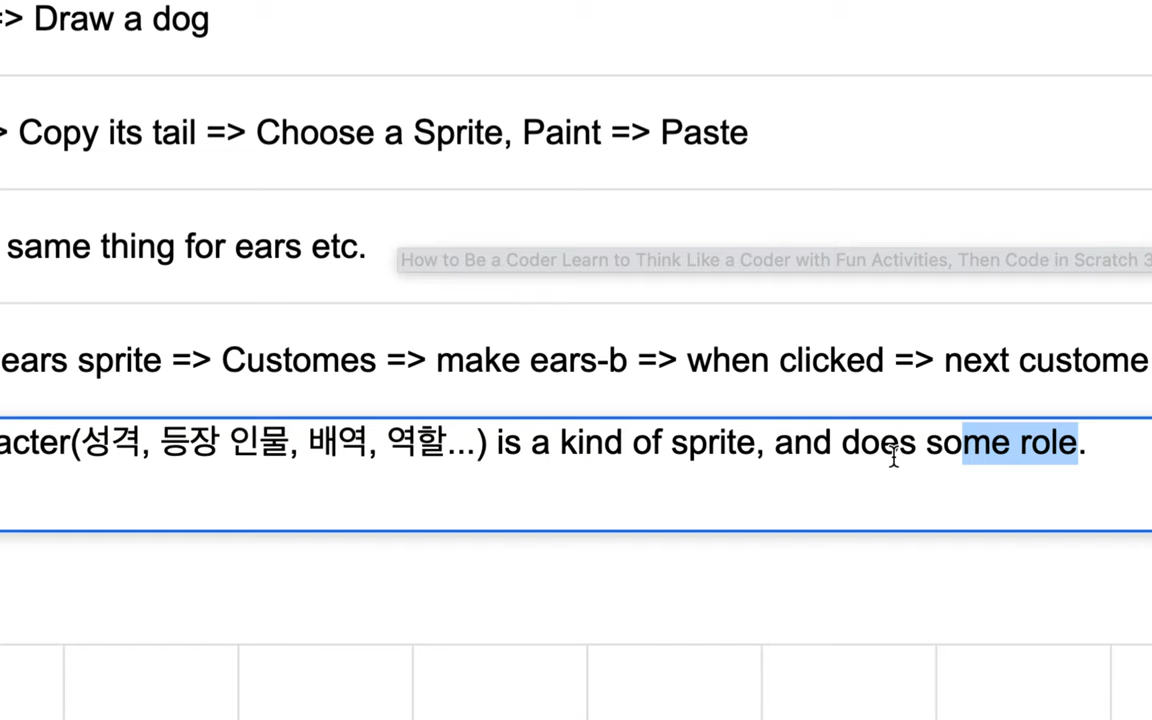 => Draw a dog
> Copy its tail => Choose a Sprite, Paint => Paste
same thing for ears etc.
How to Be a Coder Learn to Think Like a Coder with Fun Activities, Then Code in Scratch 3
ears sprite => Customes => make ears-b => when clicked => next custome
acter(성격, 등장 인물, 배역, 역할...) is a kind of sprite, and does some role.